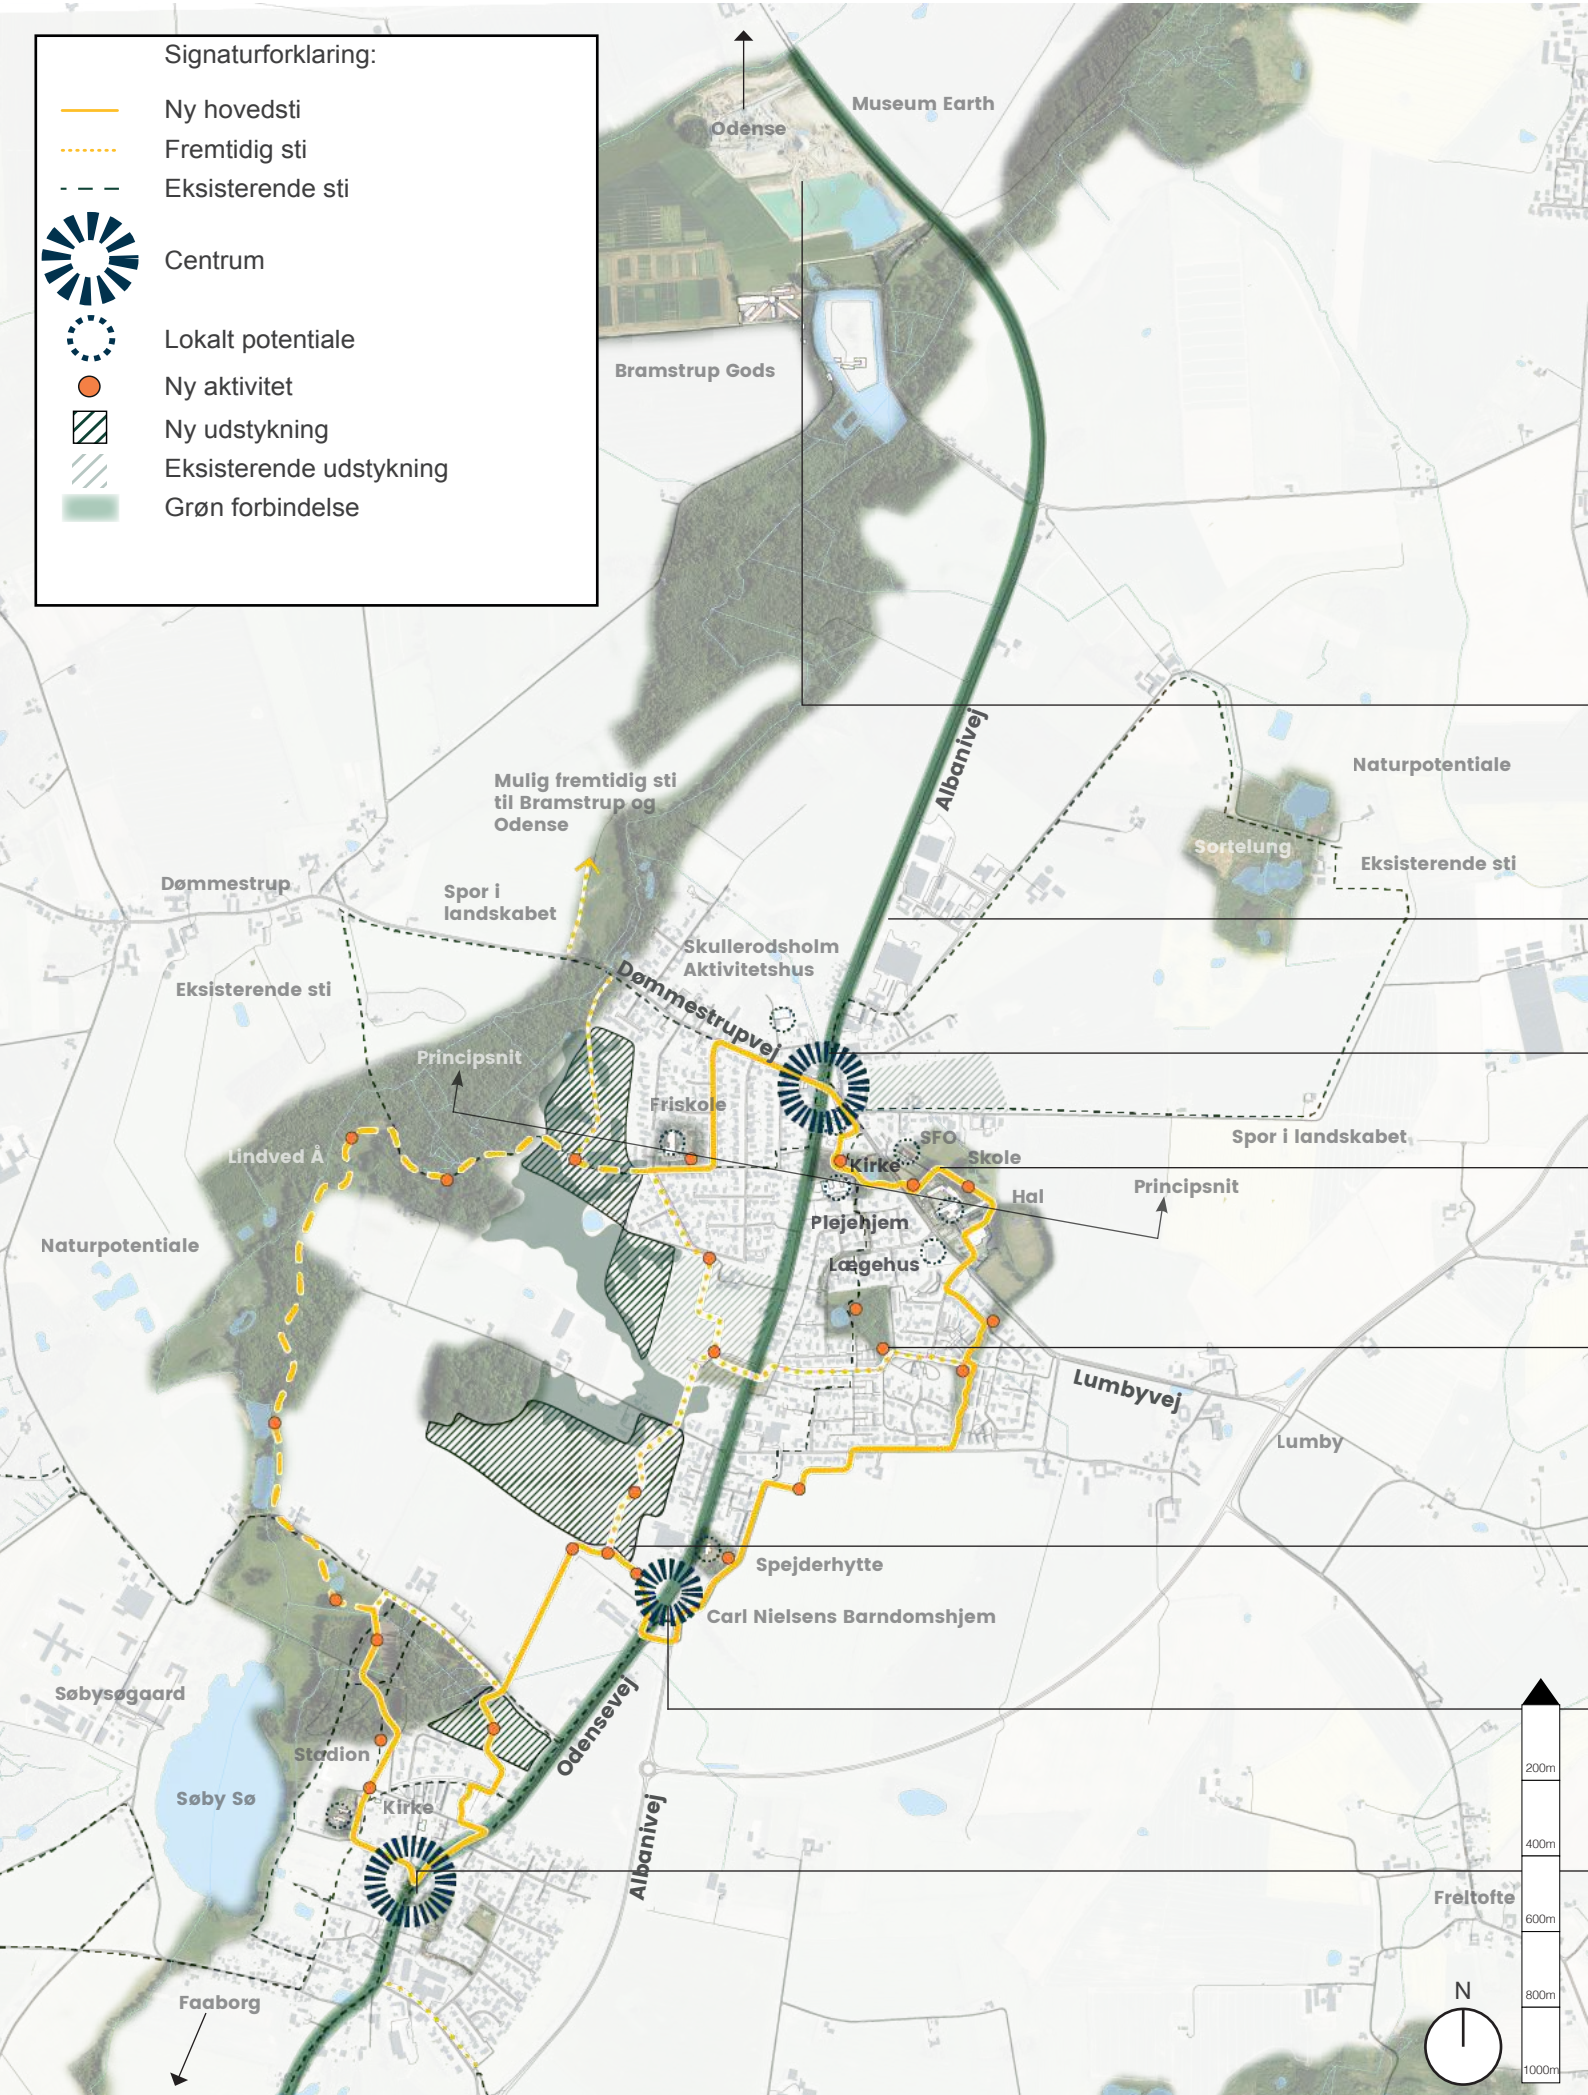 Signaturforklaring:
Ny hovedsti
Fremtidig sti
Eksisterende sti
Centrum
Lokalt potentiale
Ny aktivitet
Ny udstykning
Eksisterende udstykning
Grøn forbindelse
Museum Earth
Odense
Bramstrup Gods
Albanivej
Naturpotentiale
Mulig fremtidig sti
til Bramstrup og
Odense
Sortelung
Eksisterende sti
Dømmestrup
Spor i
landskabet
Skullerodsholm
Aktivitetshus
Dømmestrupvej
Eksisterende sti
Principsnit
Friskole
SFO
Spor i landskabet
Lindved Å
Kirke
Skole
Principsnit
Hal
Plejehjem
Naturpotentiale
Lægehus
Lumbyvej
Lumby
Spejderhytte
Carl Nielsens Barndomshjem
Søbysøgaard
Odensevej
Stadion
200m
Søby Sø
Kirke
Albanivej
400m
Freltofte
600m
N
800m
Faaborg
1000m